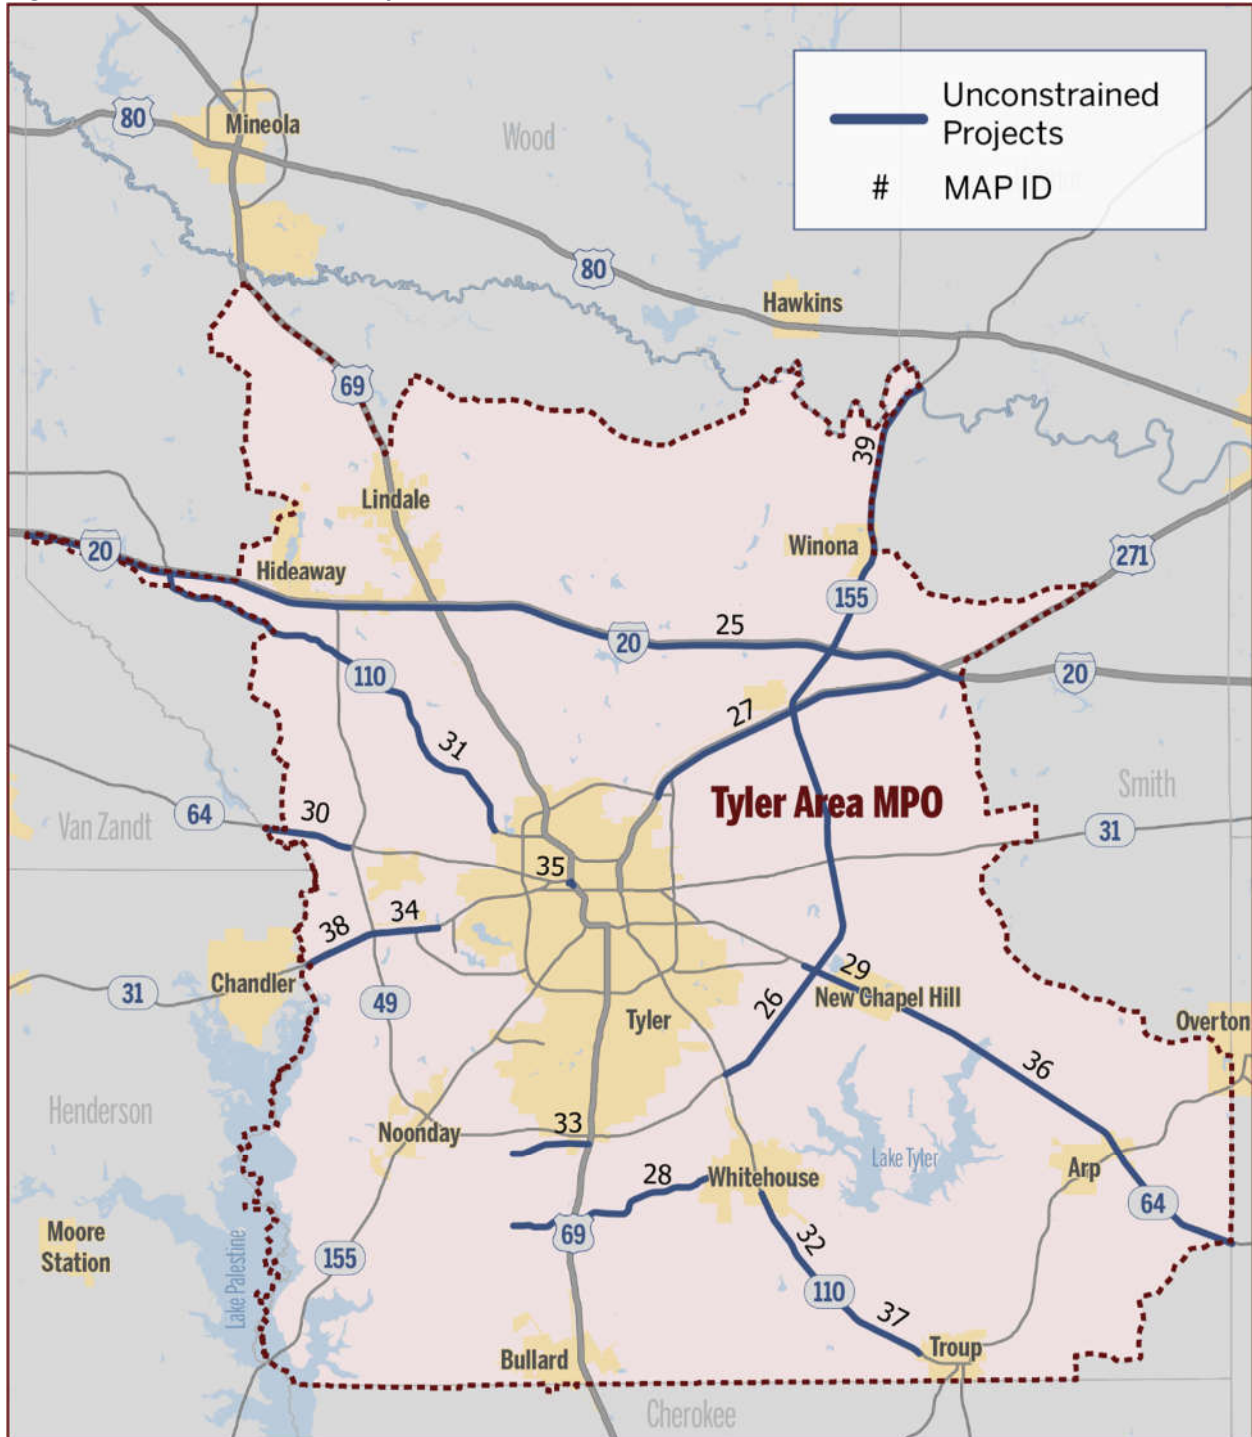 Unconstrained
Projects
# MAP ID
80
Mineola
Wood
80
Hawkins
69
39
Lindale
Winona
271
20
Hideaway
155
25
20
20
110
27
31
Tyler Area MPO
Smith
64
30
Van Zandt
31
35
34
38
29
Chandler
New Chapel Hill
31
49
26
Tyler
Overton
36
Henderson
Noonday
33
Lake Tyler
Arp
28
Whitehouse
64
Moore
Station
69
32
Lake Palestine
155
110
37
Troup
Bullard
Cherokee